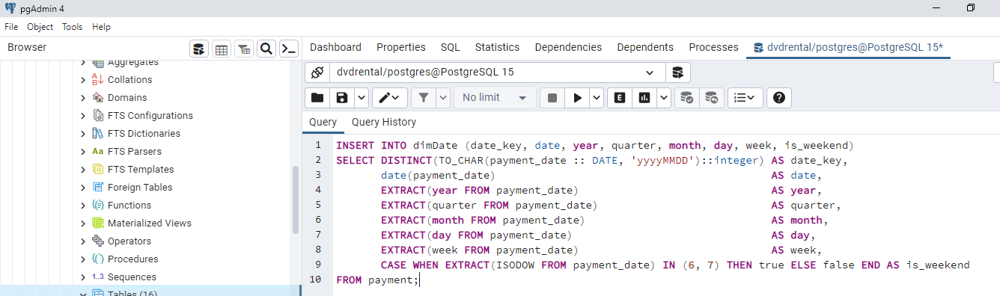 pgAdmin 4
File Object Tools Help
Browser
Dashboard Properties SQL Statistics Dependencies Dependents Processes dvdrental/postgres@PostgreSQL 15*
dvdrental/postgres@PostgreSQL 15
No limit
E
Query Query History
Aggregates
Collations
Domains
FTS Configurations
FTS Dictionaries
Aa FTS Parsers
FTS Templates
Foreign Tables
Functions
Materialized Views
Operators
Procedures
1..3 Sequences
Tables (16)
1 INSERT INTO dimDate (date_key, date, year, quarter, month, day, week, is_weekend)
2 SELECT DISTINCT(TO_CHAR(payment_date :: DATE, 'yyyyMMDD')::integer) AS date_key,
3 date(payment_date) AS date,
4 EXTRACT(year FROM payment_date) AS year,
5 EXTRACT(quarter FROM payment_date) AS quarter,
6 EXTRACT(month FROM payment_date) AS month,
7 EXTRACT(day FROM payment_date) AS day,
8 EXTRACT(week FROM payment_date) AS week,
9 CASE WHEN EXTRACT(ISODOW FROM payment_date) IN (6, 7) THEN true ELSE false END AS is_weekend
10 FROM payment;